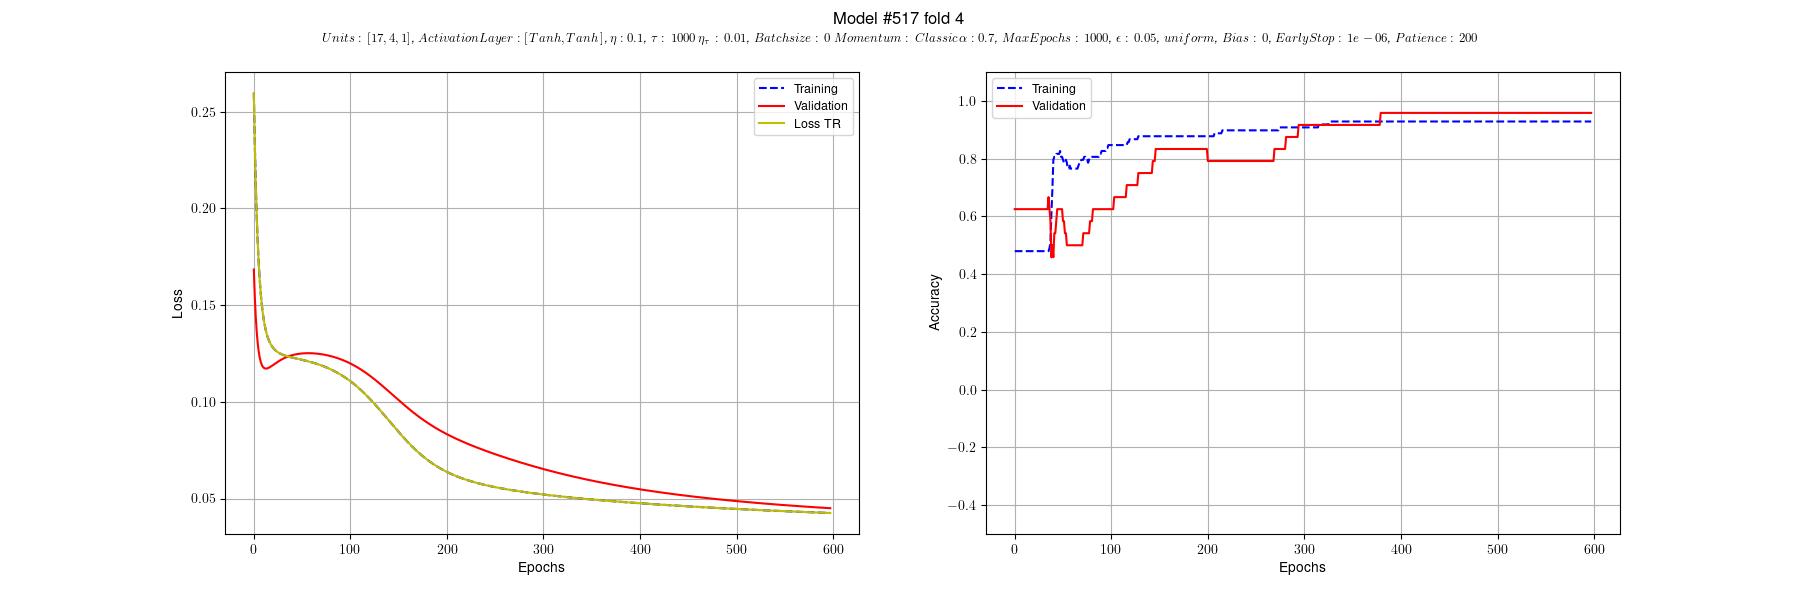 Model #517 fold 4
Units : [17, 4, 1], ActivationLayer : [Tanh, Tanh], η : 0.1, τ : 1000 η_τ : 0.01, Batchsize : 0 Momentum : Classic α : 0.7, MaxEpochs : 1000, ϵ : 0.05, uniform, Bias : 0, EarlyStop : 1e − 06, Patience : 200
Training
Validation
Loss TR
0.25
0.20
0.15
0.10
0.05
Loss
0 100 200 300 400 500 600
Epochs
Training
Validation
1.0
0.8
0.6
0.4
0.2
0.0
−0.2
−0.4
Accuracy
0 100 200 300 400 500 600
Epochs